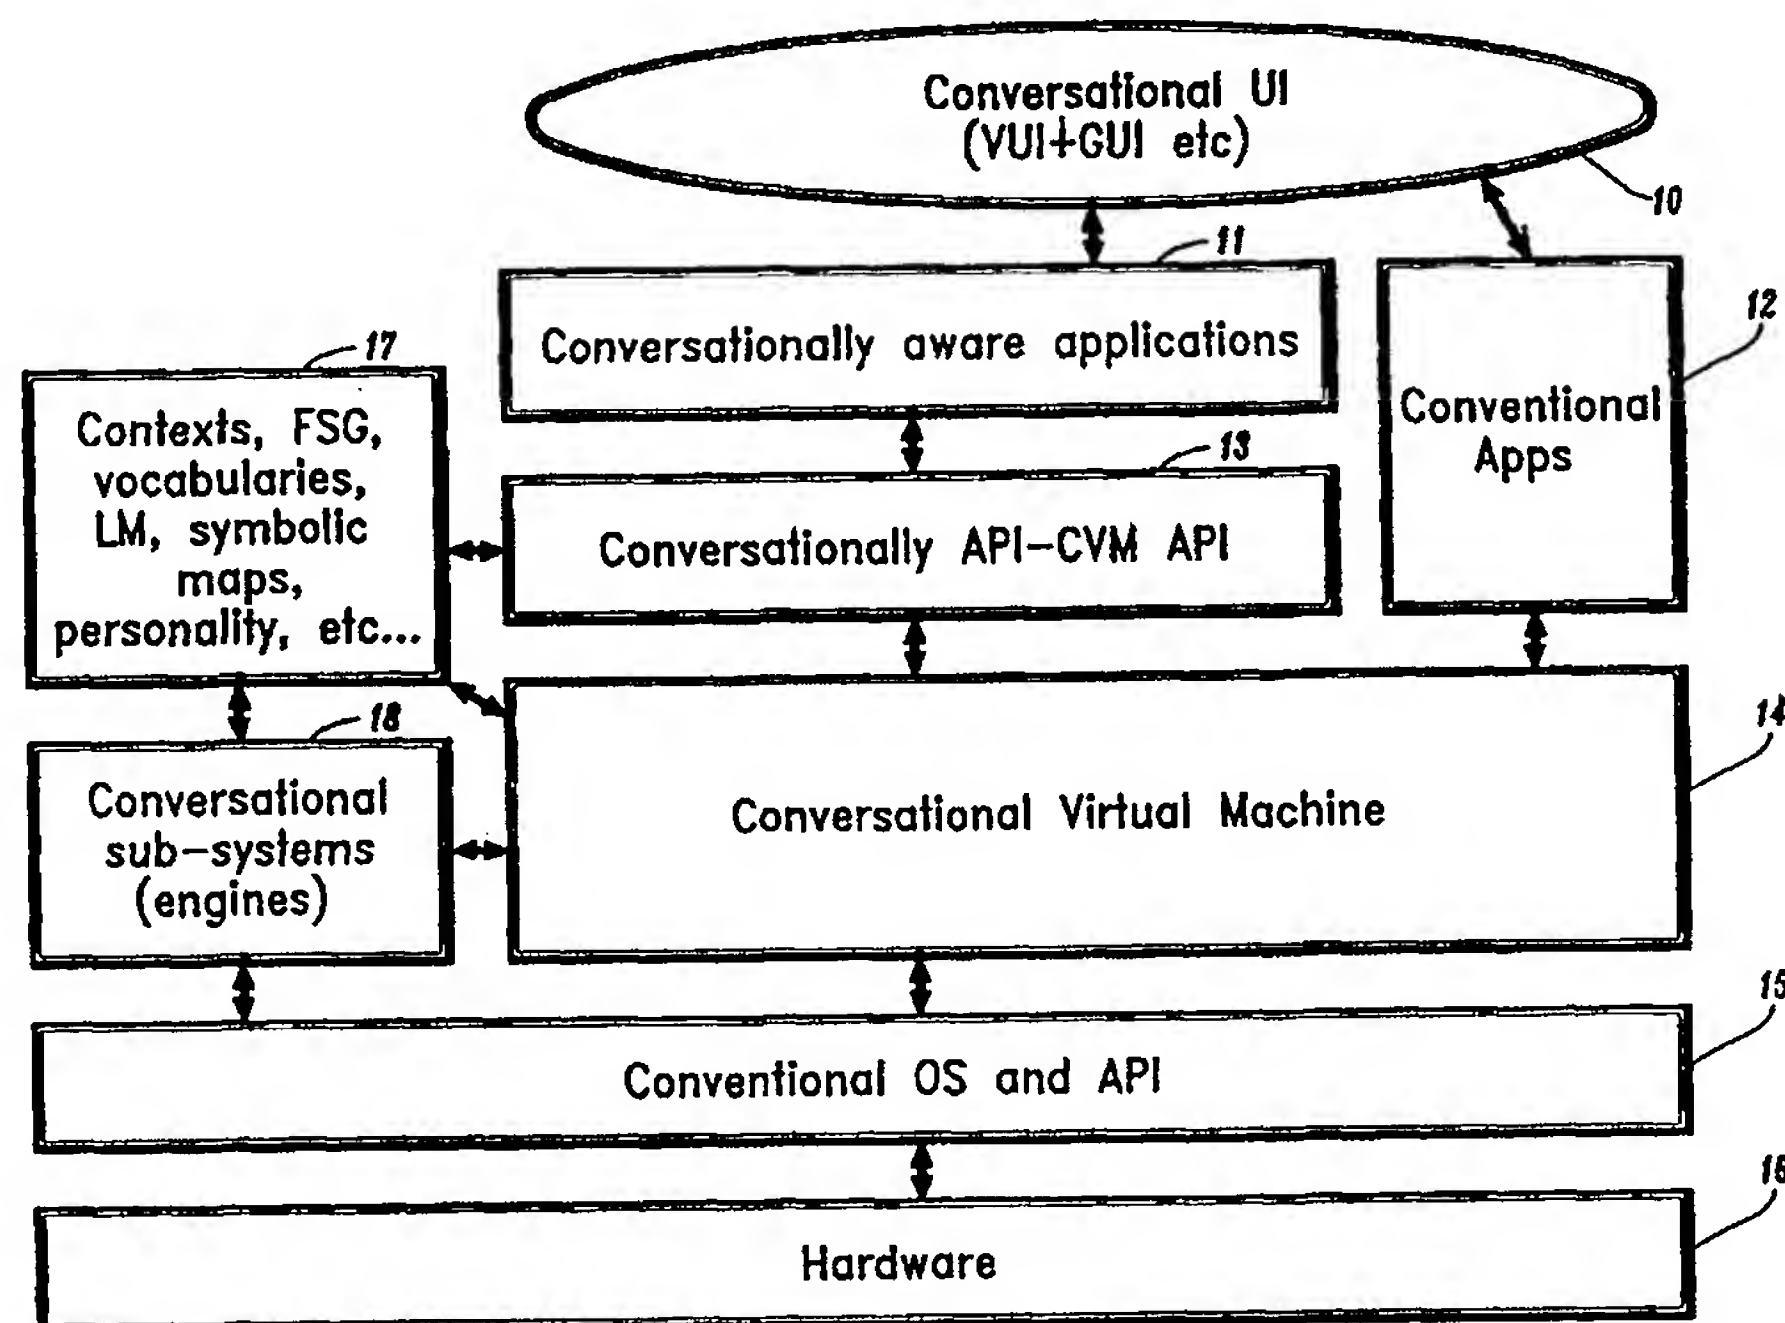 Conversational UI
(VUI+GUI etc)
10
11
Conversationally aware applications
12
Conventional
Apps
17
Contexts, FSG,
vocabularies,
LM, symbolic
maps,
personality, etc...
13
Conversationally API-CVM API
14
Conversational Virtual Machine
18
Conversational
sub-systems
(engines)
15
Conventional OS and API
16
Hardware